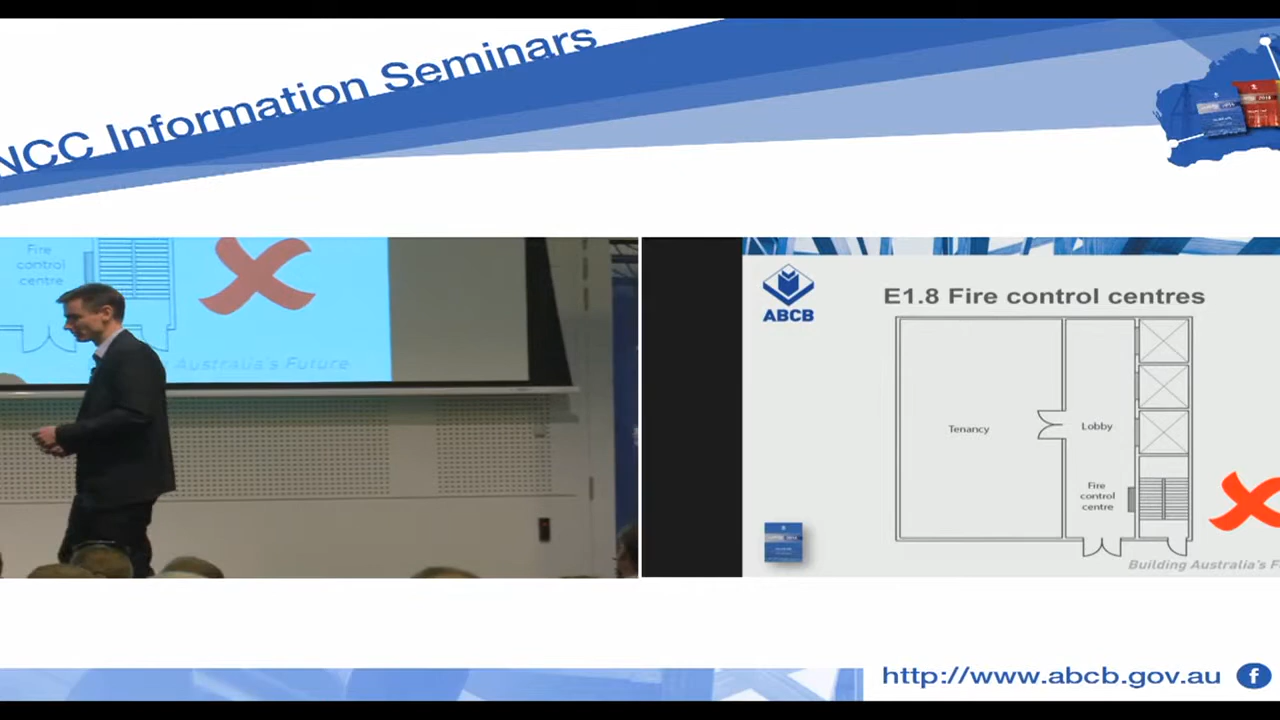 NCC Information Seminars
Fire
control
centre
Australia's Future
ABCB
E1.8 Fire control centres
Tenancy
Lobby
Fire
control
centre
Building Australia's F
http://www.abcb.gov.au
f